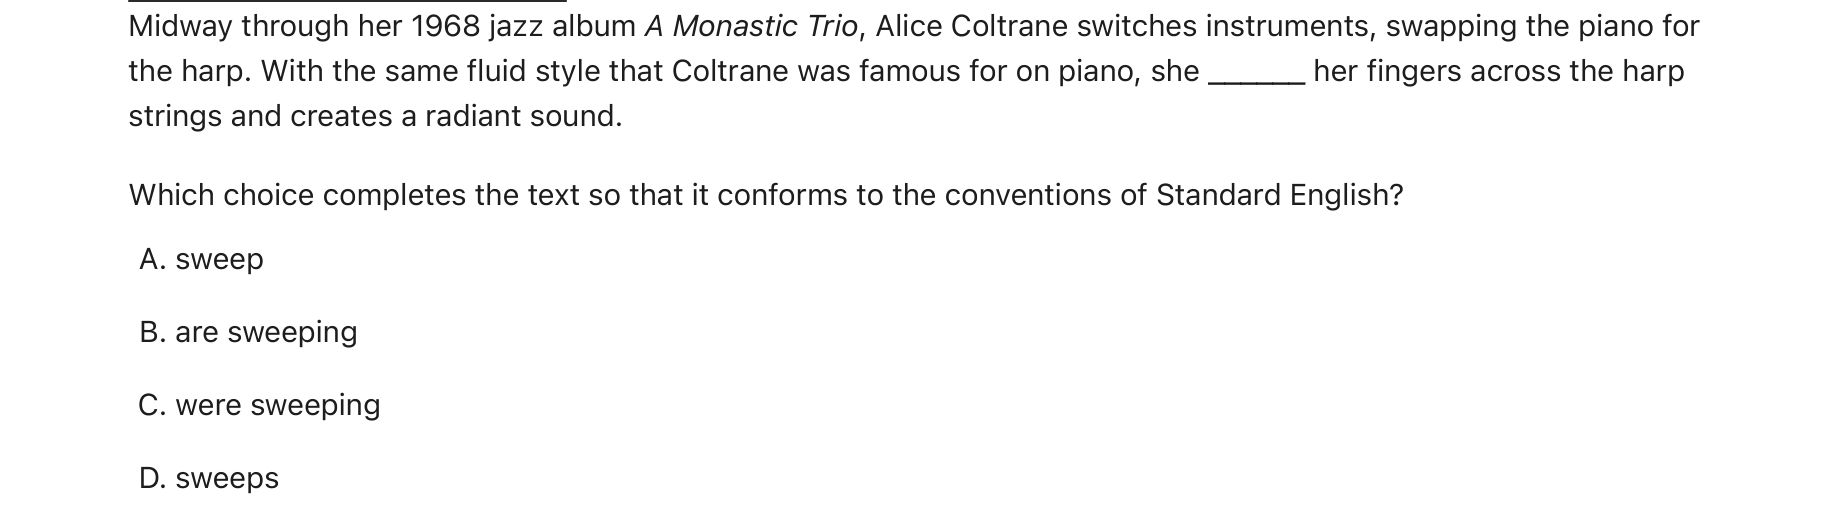 Midway through her 1968 jazz album A Monastic Trio, Alice Coltrane switches instruments, swapping the piano for
the harp. With the same fluid style that Coltrane was famous for on piano, she ______ her fingers across the harp
strings and creates a radiant sound.
Which choice completes the text so that it conforms to the conventions of Standard English?
A. sweep
B. are sweeping
C. were sweeping
D. sweeps